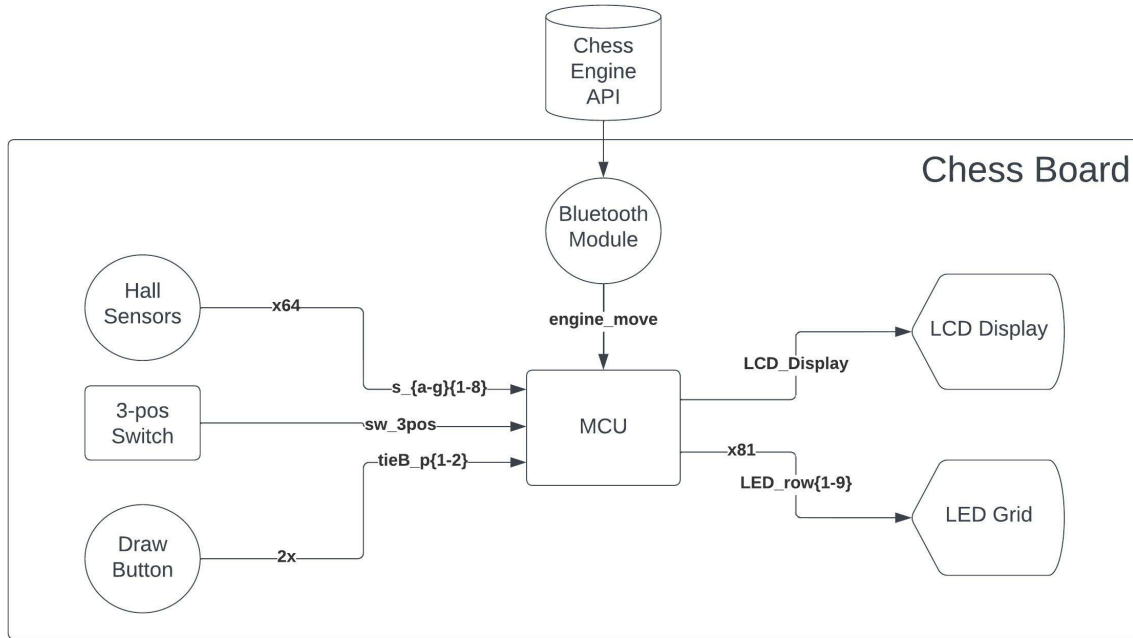 Chess
Engine
API
Chess Board
Bluetooth
Module
Hall
Sensors
x64
engine_move
LCD Display
LCD_Display
s_{a-g}{1-8}
3-pos
Switch
sw_3pos
MCU
tieB_p{1-2}
x81
LED_row{1-9}
LED Grid
Draw
Button
2x